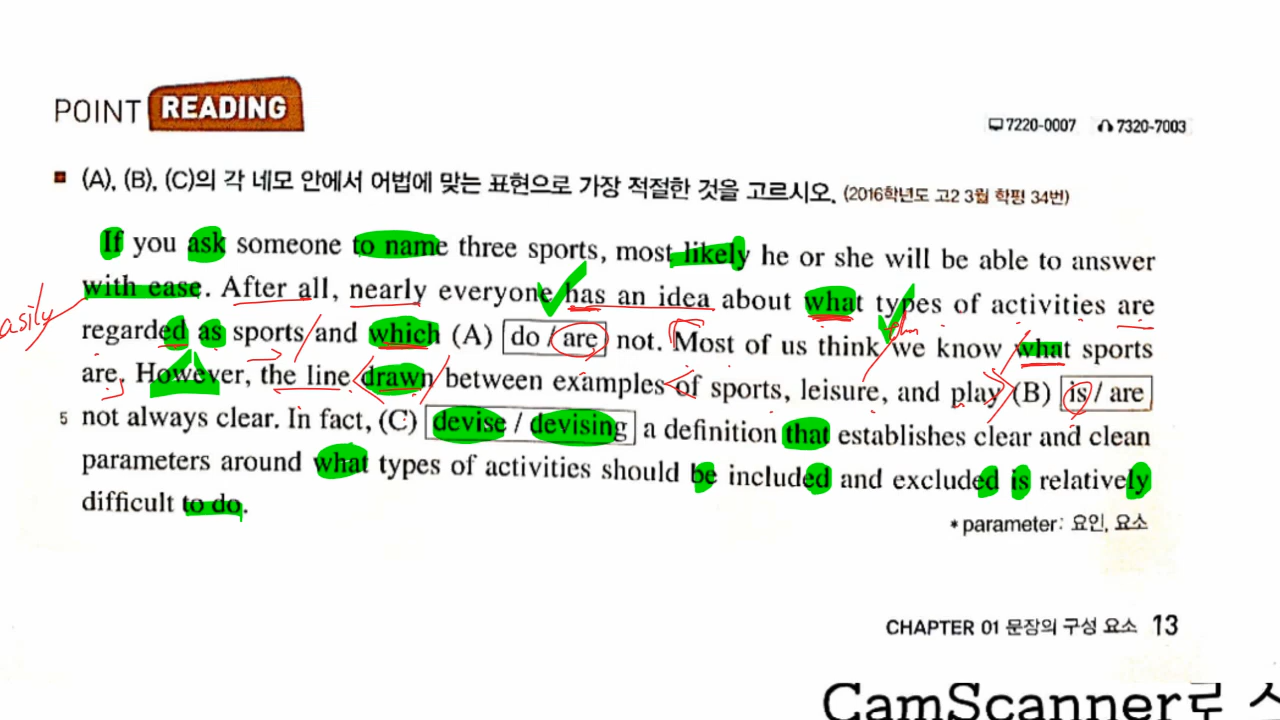 POINT READING
7220-0007 7320-7003
(A), (B), (C)의 각 네모 안에서 어법에 맞는 표현으로 가장 적절한 것을 고르시오. (2016학년도 고2 3월 학평 34번)
If you ask someone to name three sports, most likely he or she will be able to answer
with ease. After all, nearly everyone has an idea about what types of activities are
regarded as sports and which (A) do / are not. Most of us think we know what sports
are. However, the line drawn between examples of sports, leisure, and play (B) is / are
5 not always clear. In fact, (C) devise / devising a definition that establishes clear and clean
parameters around what types of activities should be included and excluded is relatively
difficult to do.
*parameter: 요인, 요소
CHAPTER 01 문장의 구성 요소 13
CamScanner로